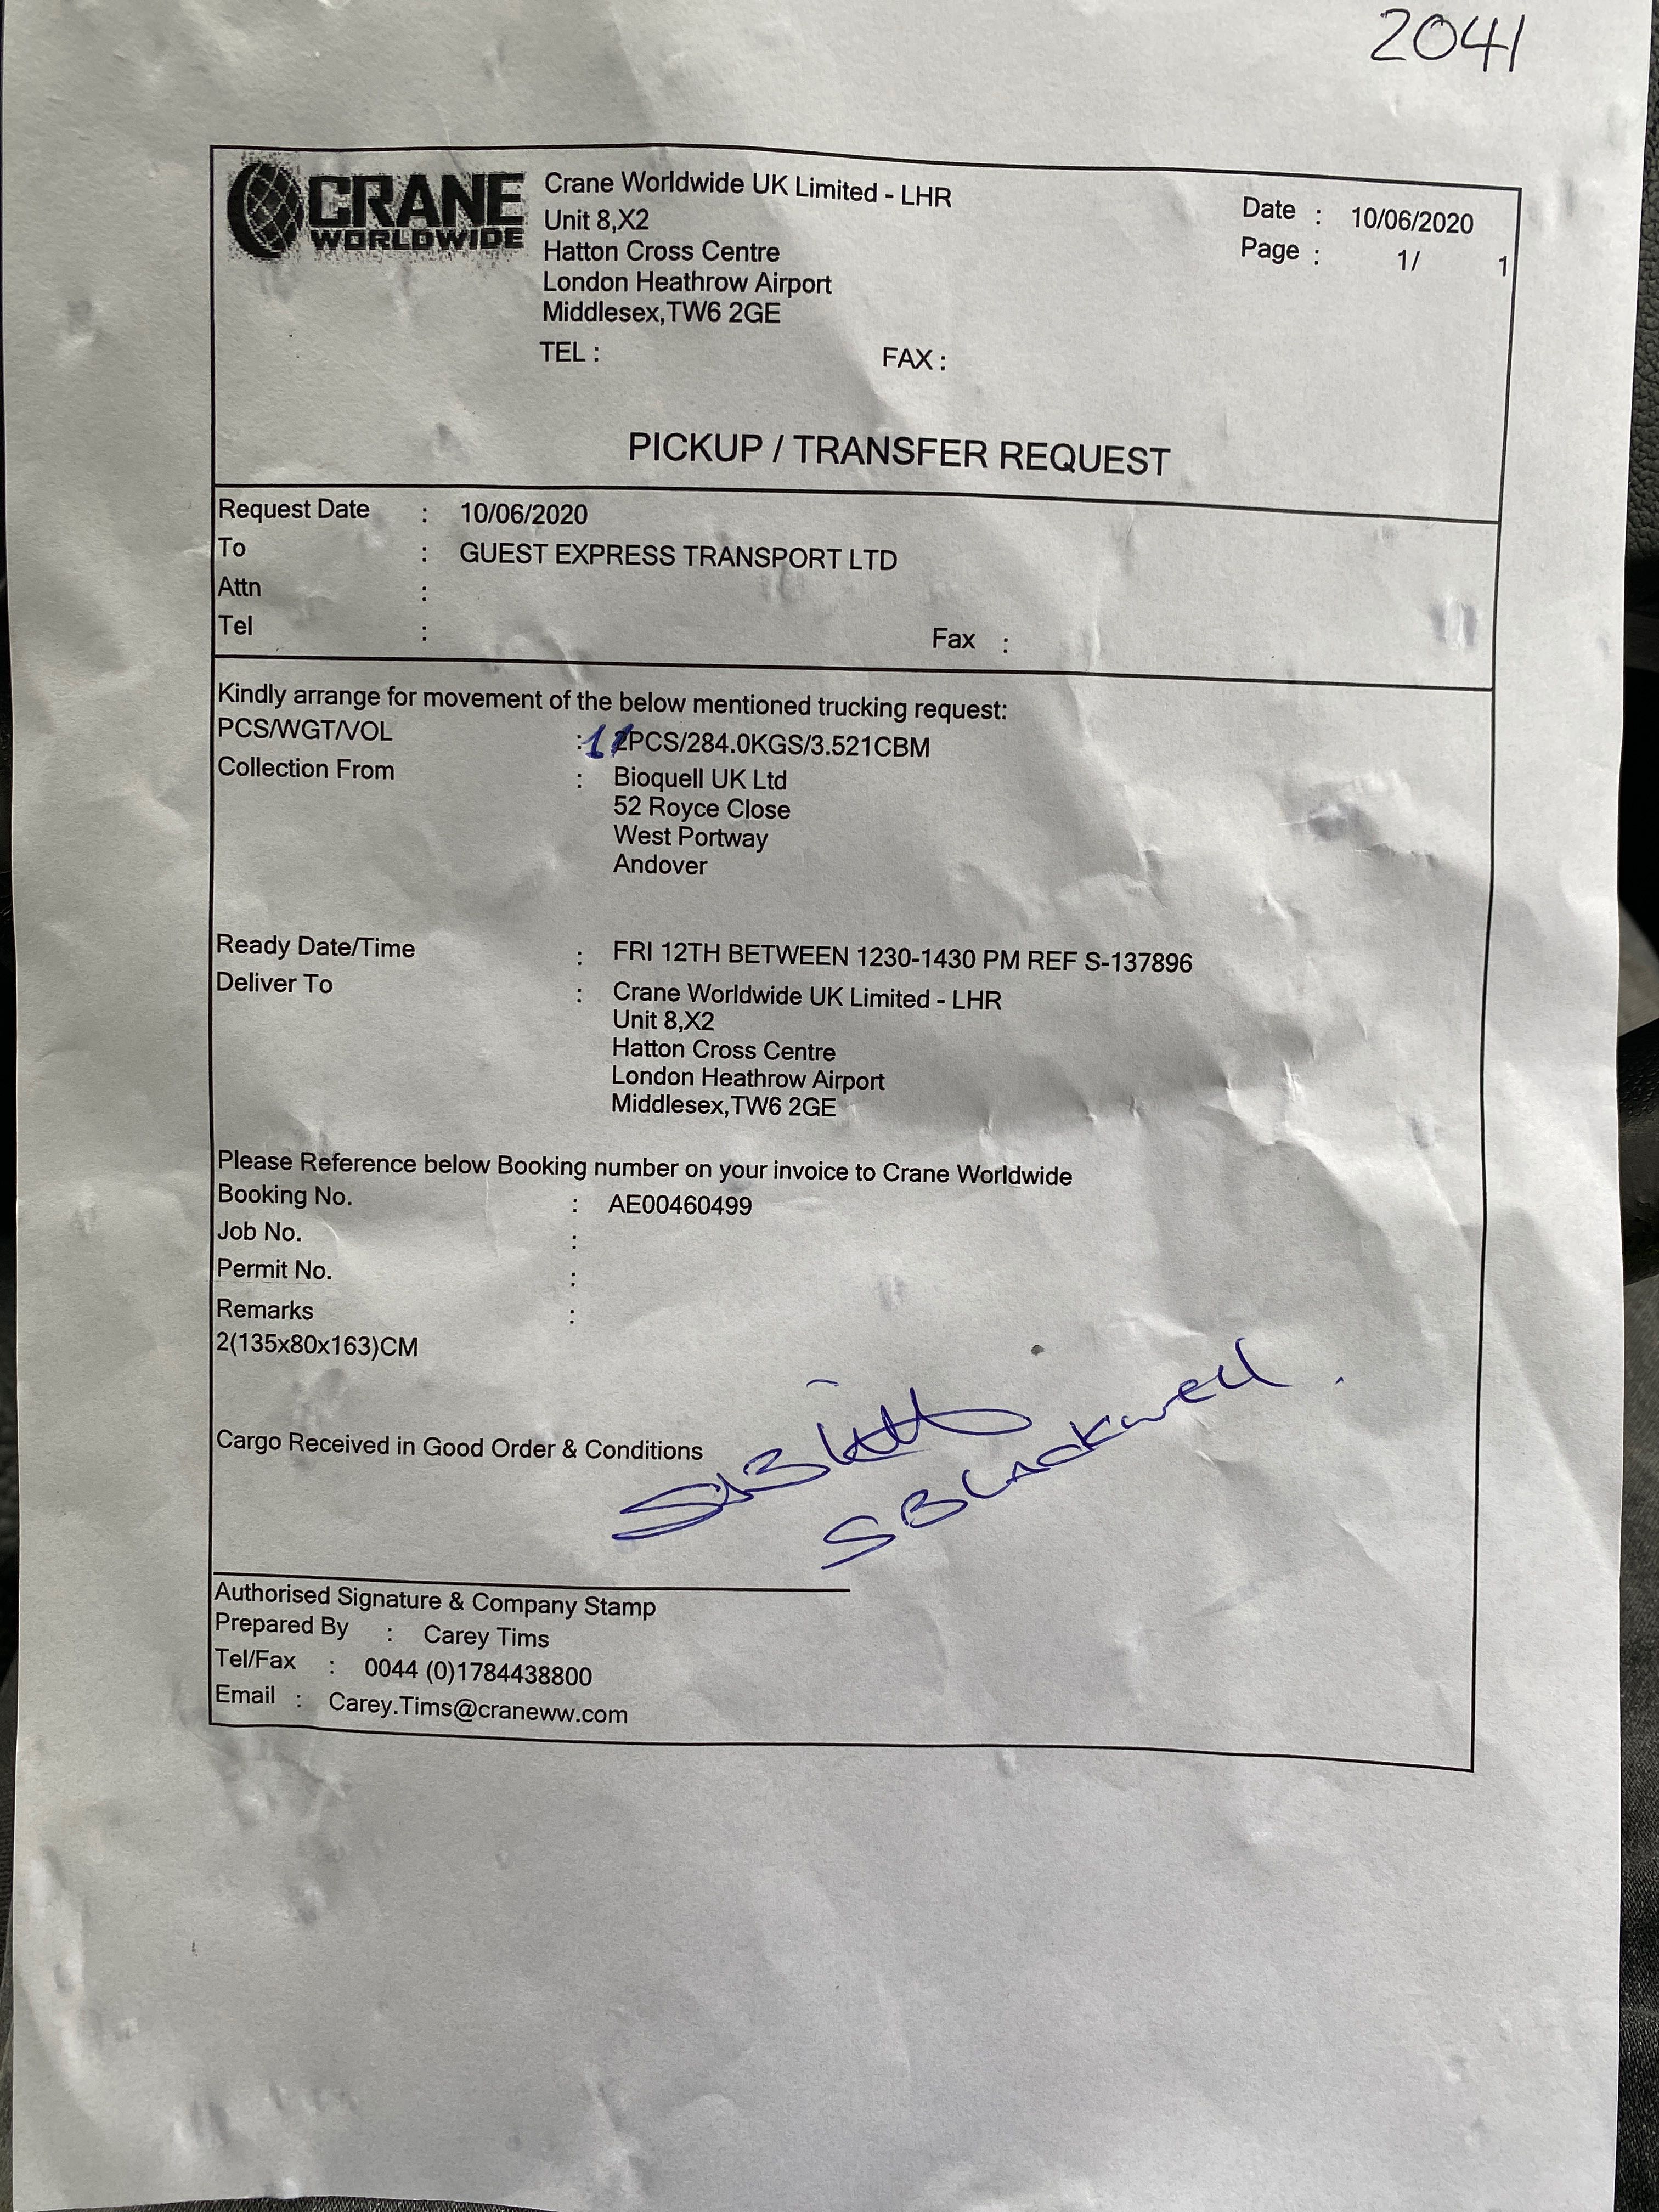 2041
CRANE
WORLDWIDE
Crane Worldwide UK Limited - LHR
Unit 8,X2
Hatton Cross Centre
London Heathrow Airport
Middlesex,TW6 2GE
TEL : FAX :
Date : 10/06/2020
Page : 1/ 1
PICKUP / TRANSFER REQUEST
Request Date : 10/06/2020
To : GUEST EXPRESS TRANSPORT LTD
Attn :
Tel : Fax :
Kindly arrange for movement of the below mentioned trucking request:
PCS/WGT/VOL : 1 2PCS/284.0KGS/3.521CBM
Collection From : Bioquell UK Ltd
52 Royce Close
West Portway
Andover
Ready Date/Time : FRI 12TH BETWEEN 1230-1430 PM REF S-137896
Deliver To : Crane Worldwide UK Limited - LHR
Unit 8,X2
Hatton Cross Centre
London Heathrow Airport
Middlesex,TW6 2GE
Please Reference below Booking number on your invoice to Crane Worldwide
Booking No. : AE00460499
Job No. :
Permit No. :
Remarks :
2(135x80x163)CM
Cargo Received in Good Order & Conditions
S BLACKWELL
Authorised Signature & Company Stamp
Prepared By : Carey Tims
Tel/Fax : 0044 (0)1784438800
Email : Carey.Tims@craneww.com